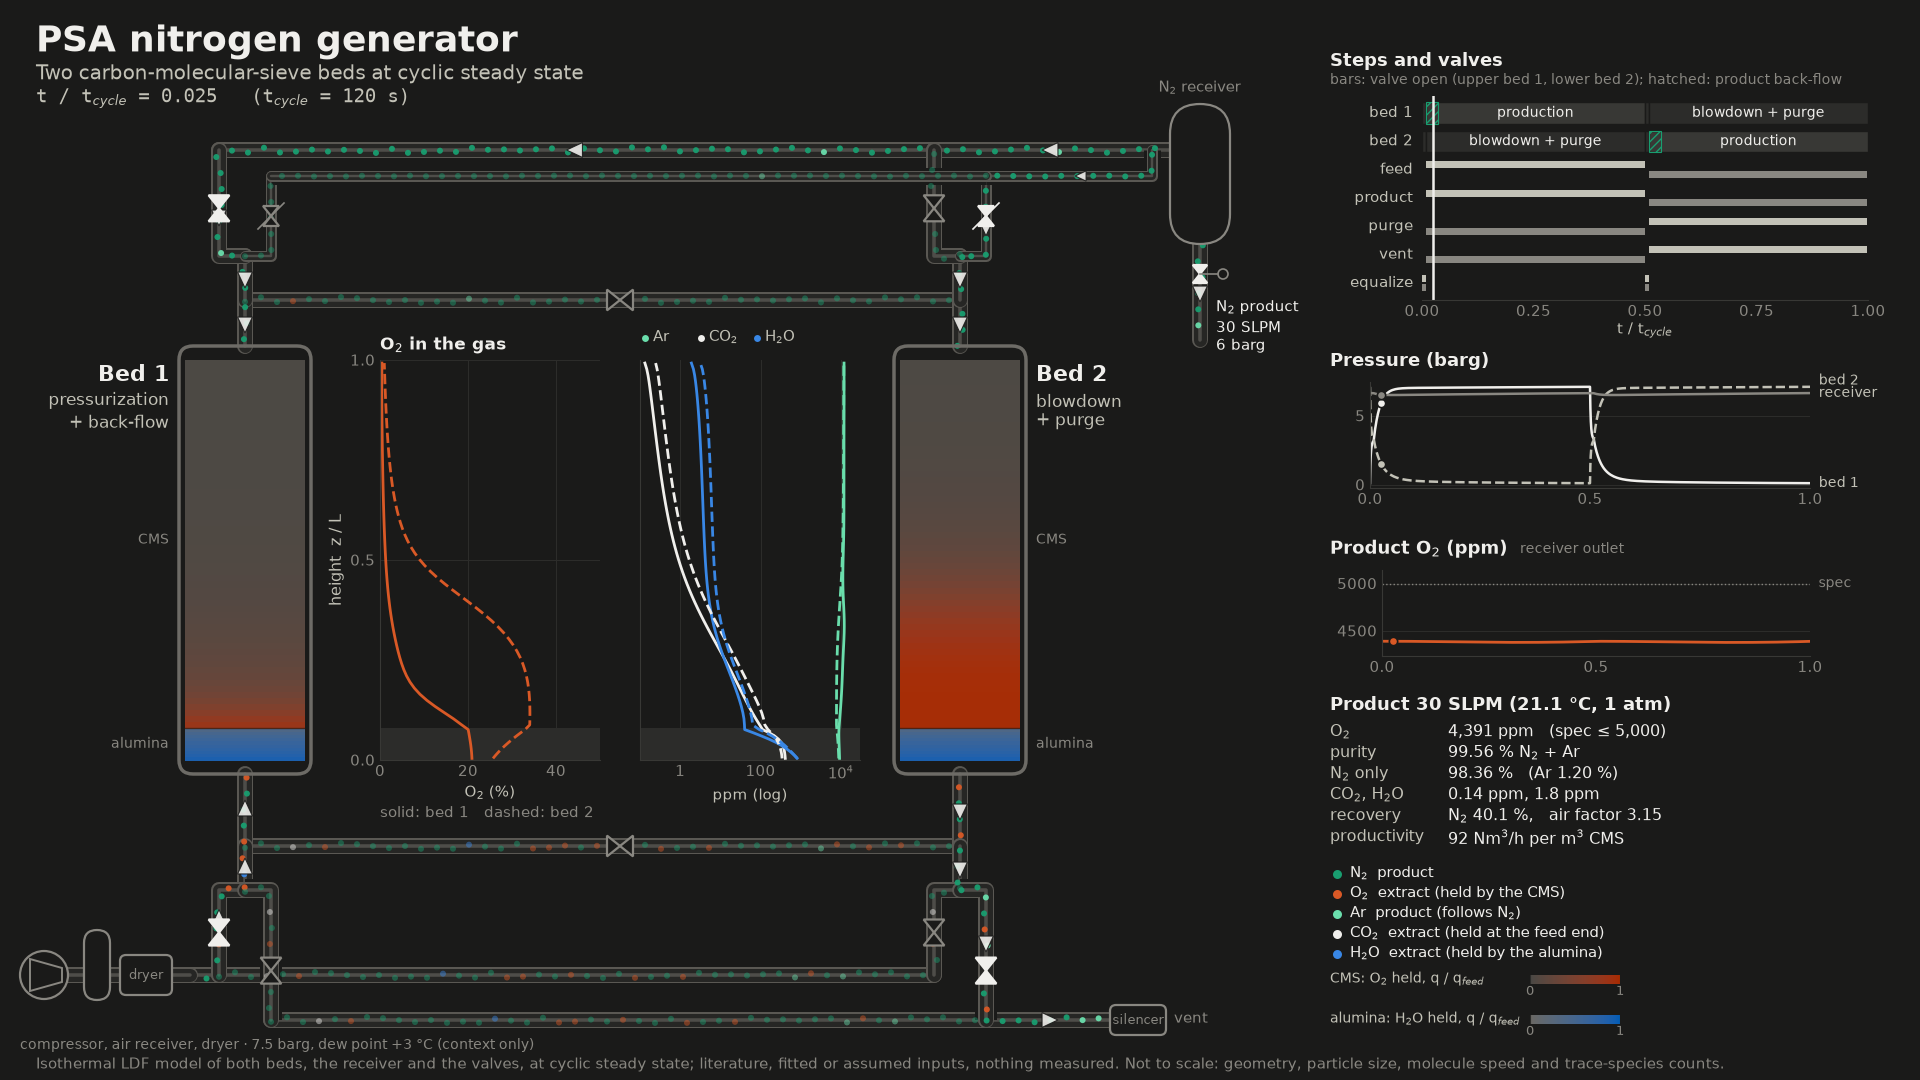 PSA nitrogen generator
Two carbon-molecular-sieve beds at cyclic steady state
t / t_cycle = 0.025 (t_cycle = 120 s)
N₂ receiver
N₂ product
30 SLPM
6 barg
Bed 1
pressurization
+ back-flow
CMS
alumina
O₂ in the gas
1.0
0.5
0.0
height z / L
0 20 40
O₂ (%)
solid: bed 1 dashed: bed 2
Ar CO₂ H₂O
1 100 10⁴
ppm (log)
Bed 2
blowdown
+ purge
CMS
alumina
dryer
silencer
vent
compressor, air receiver, dryer · 7.5 barg, dew point +3 °C (context only)
Steps and valves
bars: valve open (upper bed 1, lower bed 2); hatched: product back-flow
bed 1 production blowdown + purge
bed 2 blowdown + purge production
feed
product
purge
vent
equalize
0.00 0.25 0.50 0.75 1.00
t / t_cycle
Pressure (barg)
bed 2
receiver
5
0
bed 1
0.0 0.5 1.0
Product O₂ (ppm) receiver outlet
5000
spec
4500
0.0 0.5 1.0
Product 30 SLPM (21.1 °C, 1 atm)
O₂ 4,391 ppm (spec ≤ 5,000)
purity 99.56 % N₂ + Ar
N₂ only 98.36 % (Ar 1.20 %)
CO₂, H₂O 0.14 ppm, 1.8 ppm
recovery N₂ 40.1 %, air factor 3.15
productivity 92 Nm³/h per m³ CMS
N₂ product
O₂ extract (held by the CMS)
Ar product (follows N₂)
CO₂ extract (held at the feed end)
H₂O extract (held by the alumina)
CMS: O₂ held, q / q_feed
0 1
alumina: H₂O held, q / q_feed
0 1
Isothermal LDF model of both beds, the receiver and the valves, at cyclic steady state; literature, fitted or assumed inputs, nothing measured. Not to scale: geometry, particle size, molecule speed and trace-species counts.